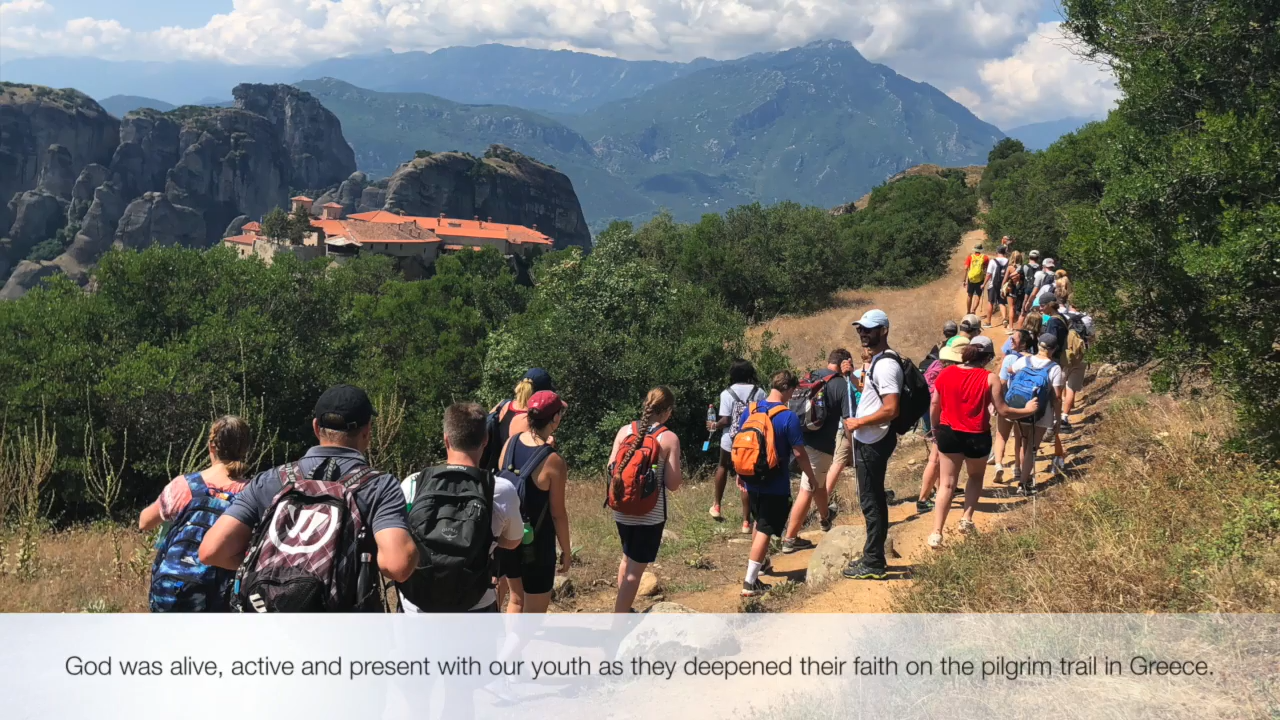 God was alive, active and present with our youth as they deepened their faith on the pilgrim trail in Greece.